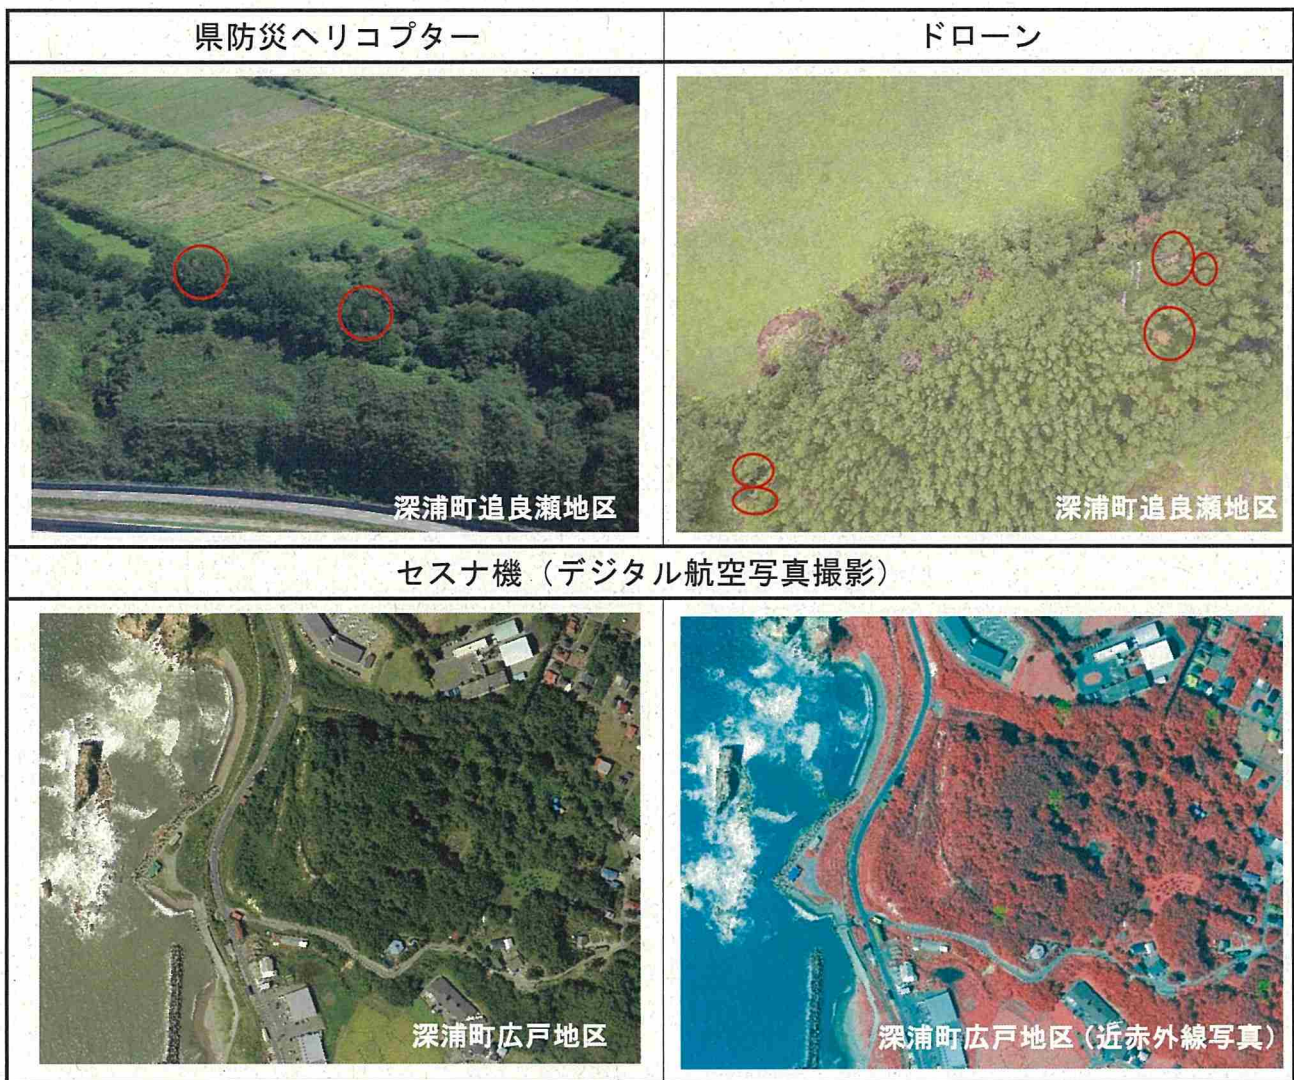 県防災ヘリコプター
ドローン
深浦町追良瀬地区
深浦町追良瀬地区
セスナ機（デジタル航空写真撮影）
深浦町広戸地区
深浦町広戸地区（近赤外線写真）